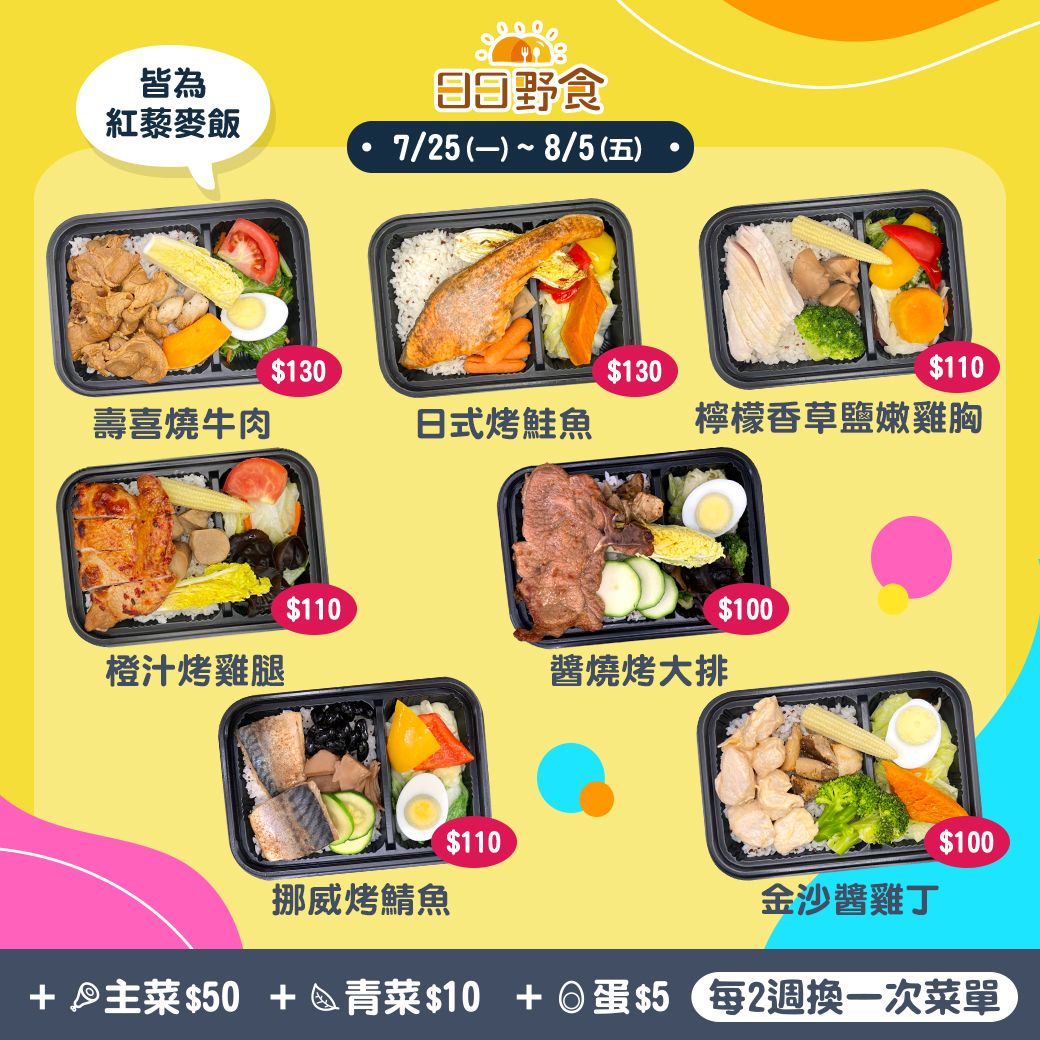 日日野食
皆為
紅藜麥飯
• 7/25(一)~8/5(五) •
$130
壽喜燒牛肉
$130
日式烤鮭魚
$110
檸檬香草鹽嫩雞胸
$110
橙汁烤雞腿
$100
醬燒烤大排
$110
挪威烤鯖魚
$100
金沙醬雞丁
+主菜$50 +青菜$10 +蛋$5 每2週換一次菜單